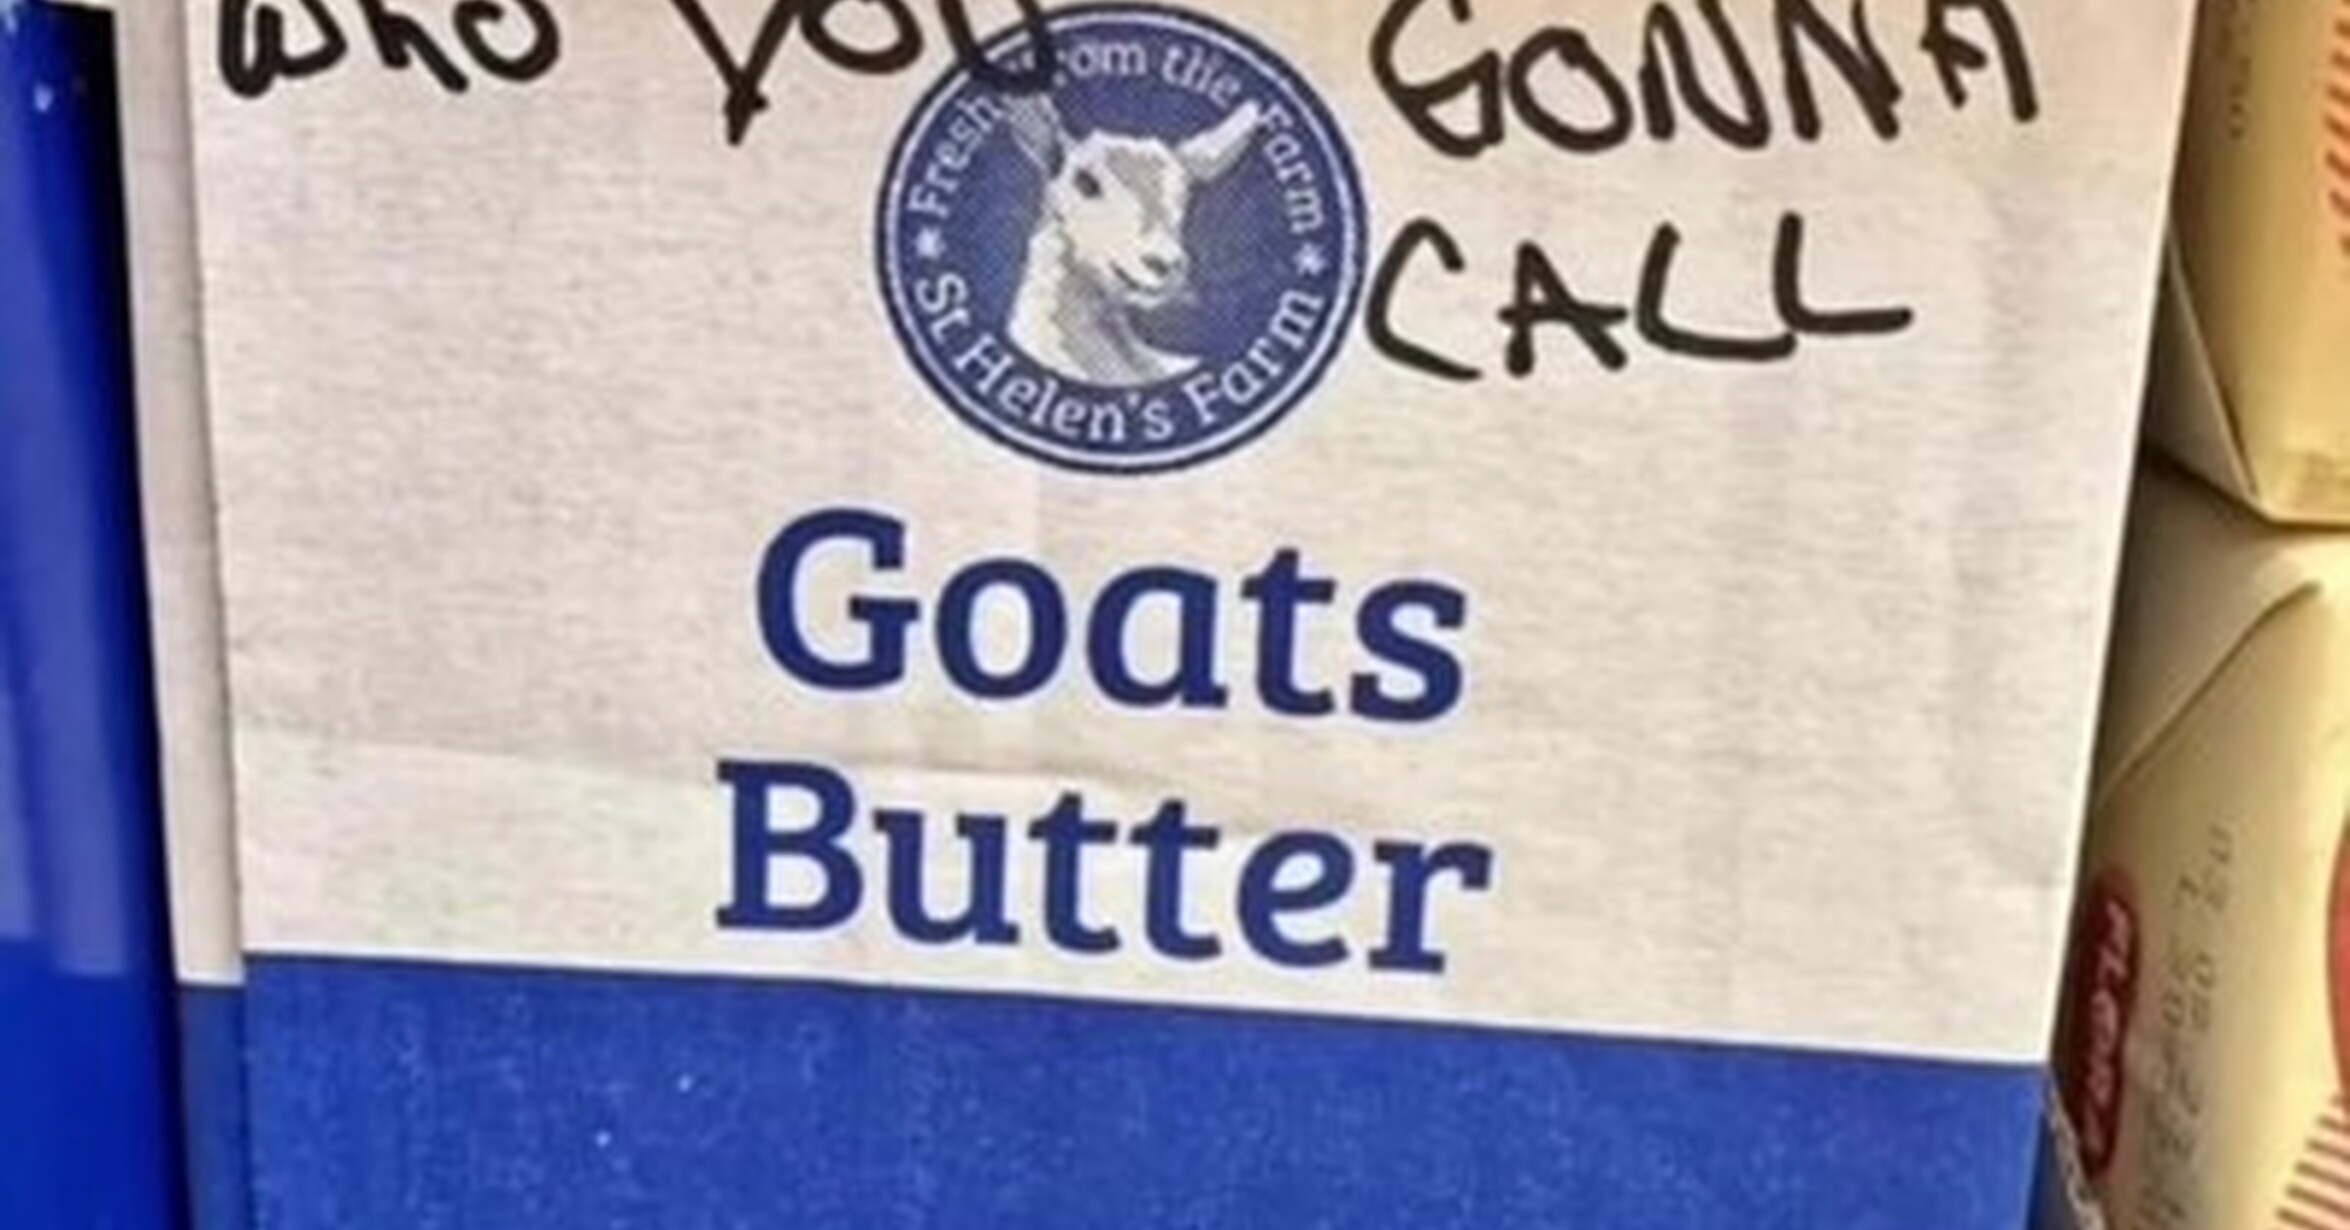 Who YOU GONNA
CALL
Fresh from the Farm
St Helen's Farm
Goats
Butter